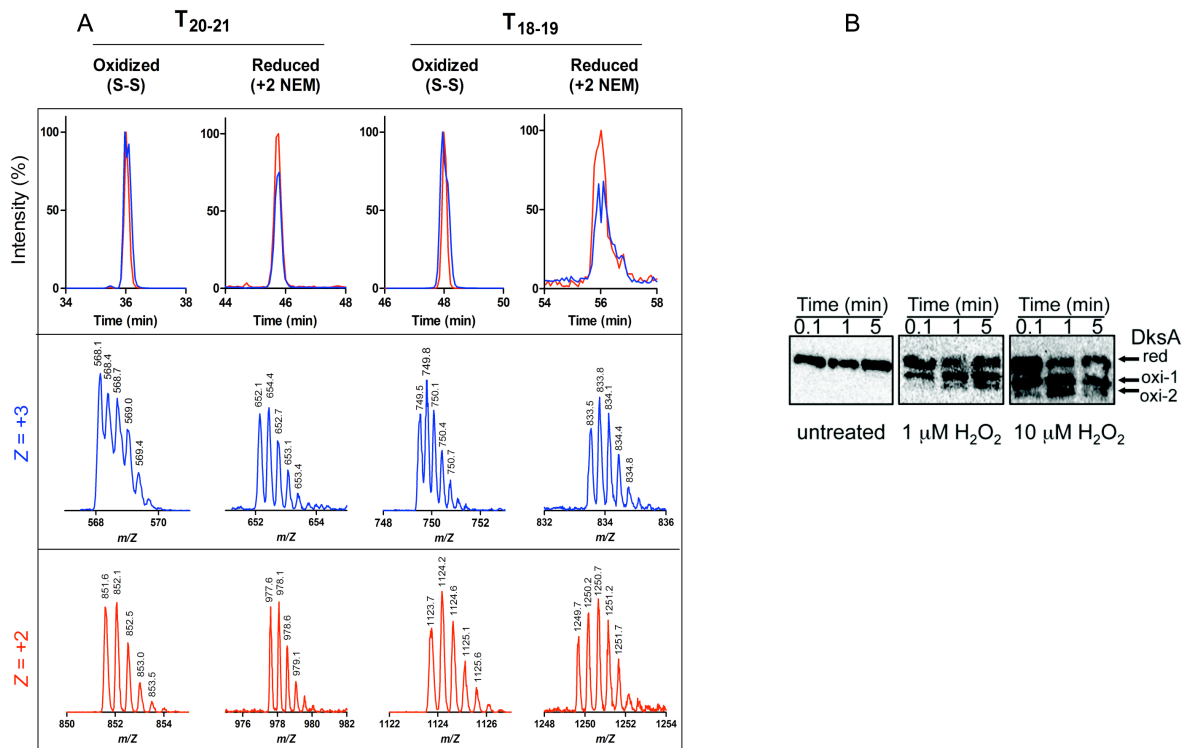 A
B
T20-21
T18-19
Oxidized
(S-S)
Reduced
(+2 NEM)
Oxidized
(S-S)
Reduced
(+2 NEM)
Intensity (%)
100
50
0
34 36 38
Time (min)
100
50
0
44 46 48
Time (min)
100
50
0
48 49 50
Time (min)
100
50
0
54 56 58
Time (min)
Z = +3
568.1
568.4
568.7
569.0
569.4
568 570
m/Z
652.1
654.4
652.7
653.1
653.4
652 654
m/Z
749.5
749.8
750.1
750.4
750.7
748 750 752
m/Z
833.5
833.8
834.1
834.4
834.8
832 834 836
m/Z
Z = +2
851.6
852.1
852.5
853.0
853.5
850 852 854
m/Z
977.6
978.1
978.6
979.1
976 978 980 982
m/Z
1123.7
1124.2
1124.6
1125.1
1125.6
1122 1124 1126
m/Z
1249.7
1250.2
1250.7
1251.2
1251.7
1248 1250 1252 1254
m/Z
Time (min) Time (min) Time (min)
0.1 1 5 0.1 1 5 0.1 1 5
DksA
red
oxi-1
oxi-2
untreated 1 μM H2O2 10 μM H2O2